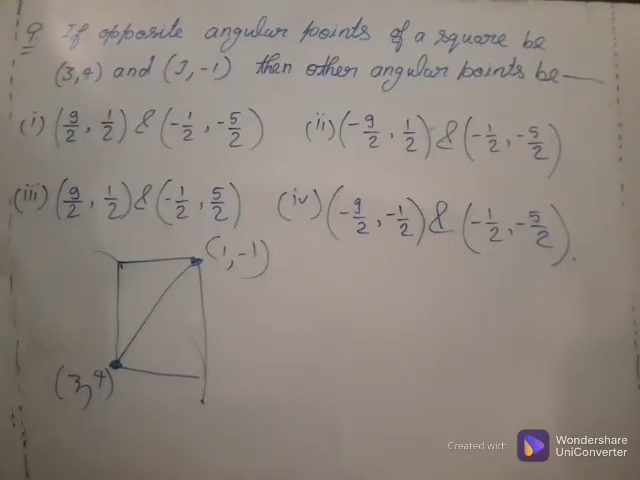 Q. If opposite angular points of a square be
(3,4) and (1,-1) then other angular points be—
(i) (9/2, 1/2) & (-1/2, -5/2) (ii) (-9/2, 1/2) & (-1/2, -5/2)
(iii) (9/2, 1/2) & (-1/2, 5/2) (iv) (-9/2, -1/2) & (-1/2, -5/2).
(1,-1)
(3,4)
Created with Wondershare UniConverter